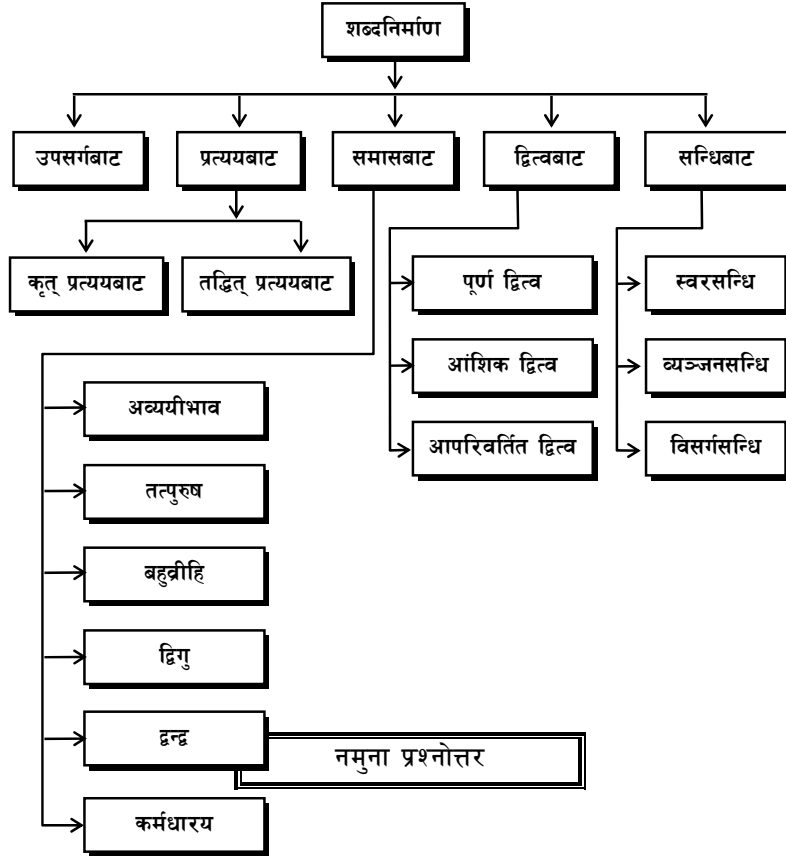 शब्दनिर्माण
उपसर्गबाट
प्रत्ययबाट
समासबाट
द्वित्वबाट
सन्धिबाट
कृत् प्रत्ययबाट
तद्धित् प्रत्ययबाट
पूर्ण द्वित्व
स्वरसन्धि
आंशिक द्वित्व
व्यञ्जनसन्धि
अव्ययीभाव
आपरिवर्तित द्वित्व
विसर्गसन्धि
तत्पुरुष
बहुव्रीहि
द्विगु
द्वन्द्व
नमुना प्रश्नोत्तर
कर्मधारय